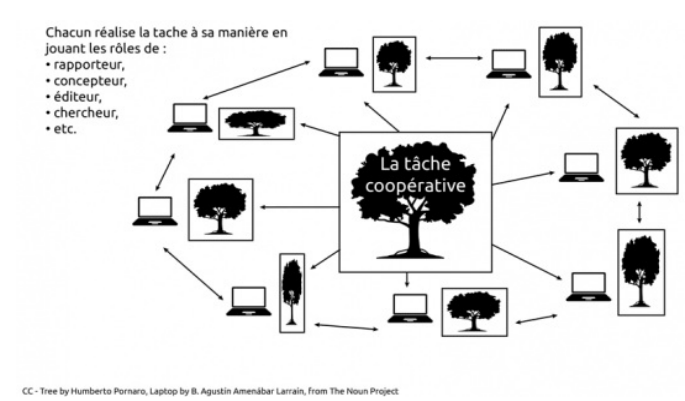 Chacun réalise la tache à sa manière en
jouant les rôles de :
• rapporteur,
• concepteur,
• éditeur,
• chercheur,
• etc.
La tâche
coopérative
CC - Tree by Humberto Pornaro, Laptop by B. Agustín Amenábar Larraín, from The Noun Project